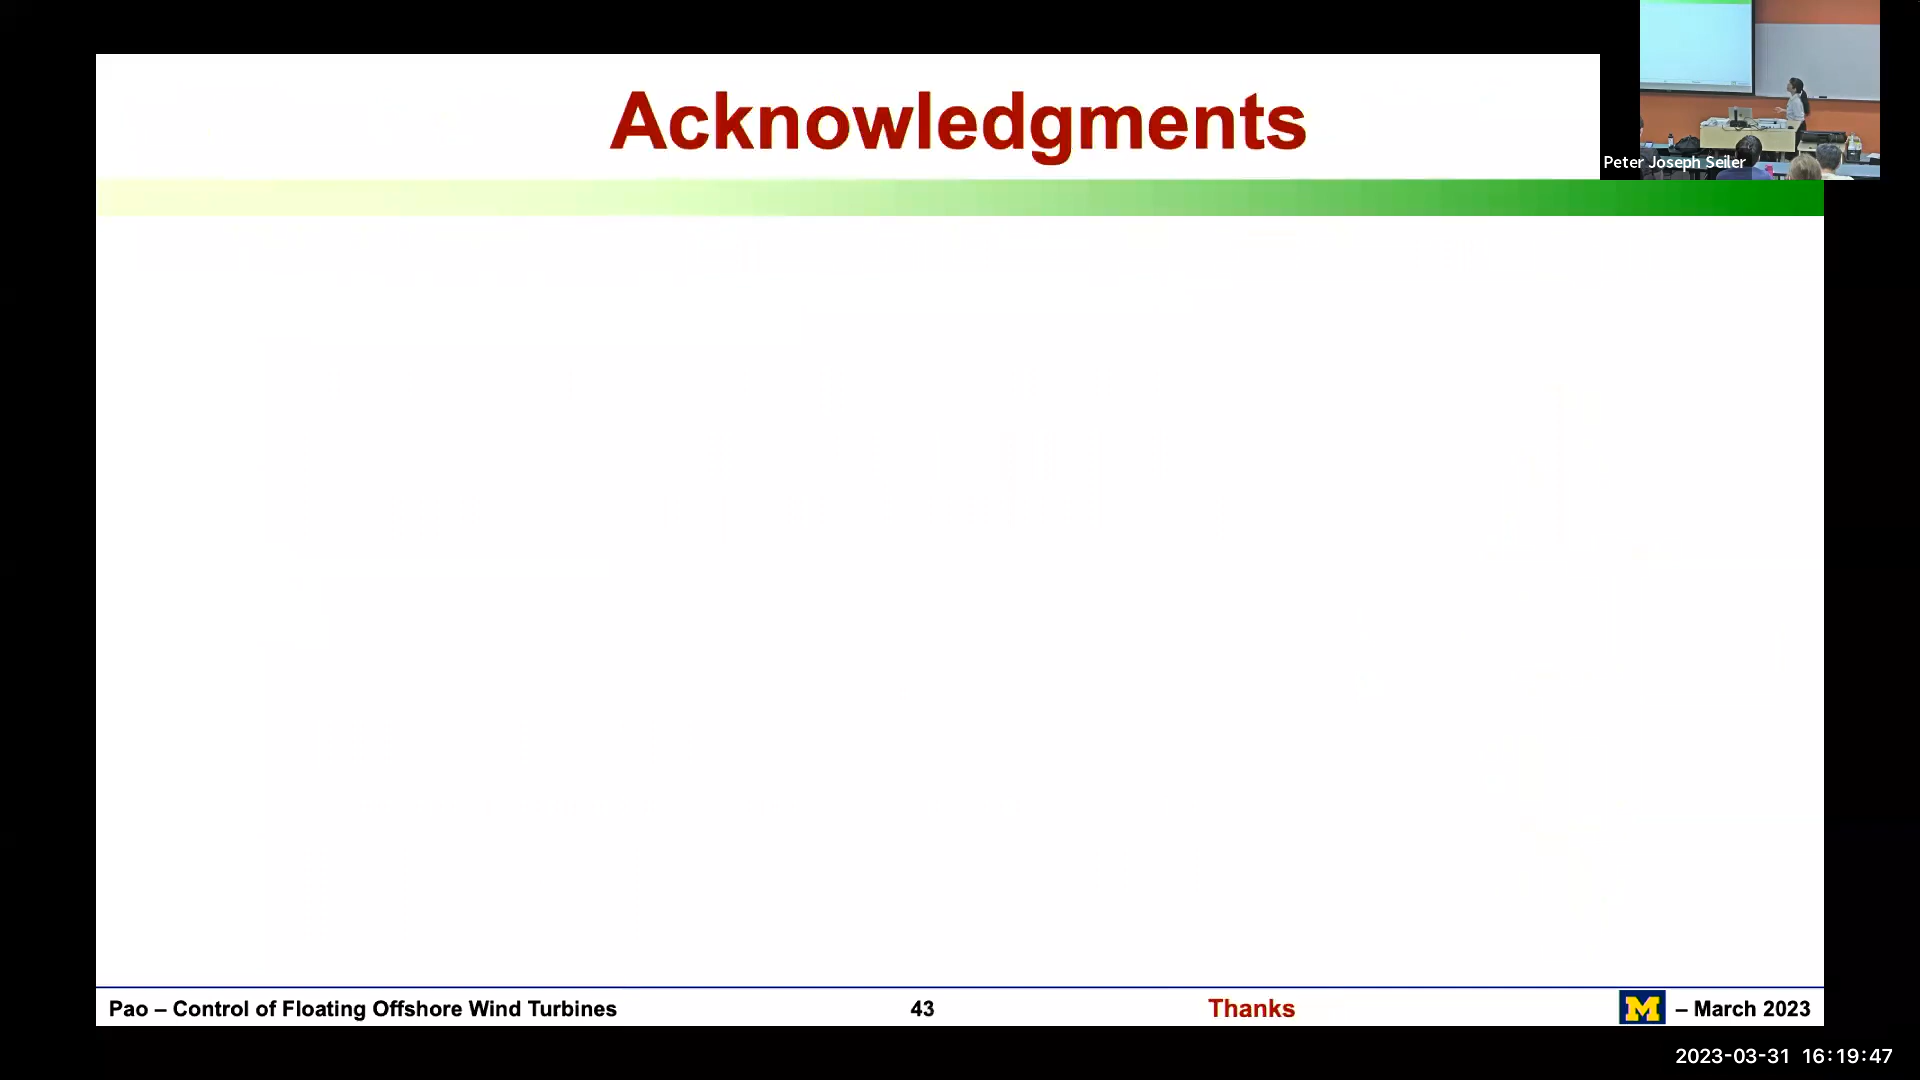 Acknowledgments
Peter Joseph Seiler
Pao – Control of Floating Offshore Wind Turbines 43 Thanks M – March 2023
2023-03-31 16:19:47